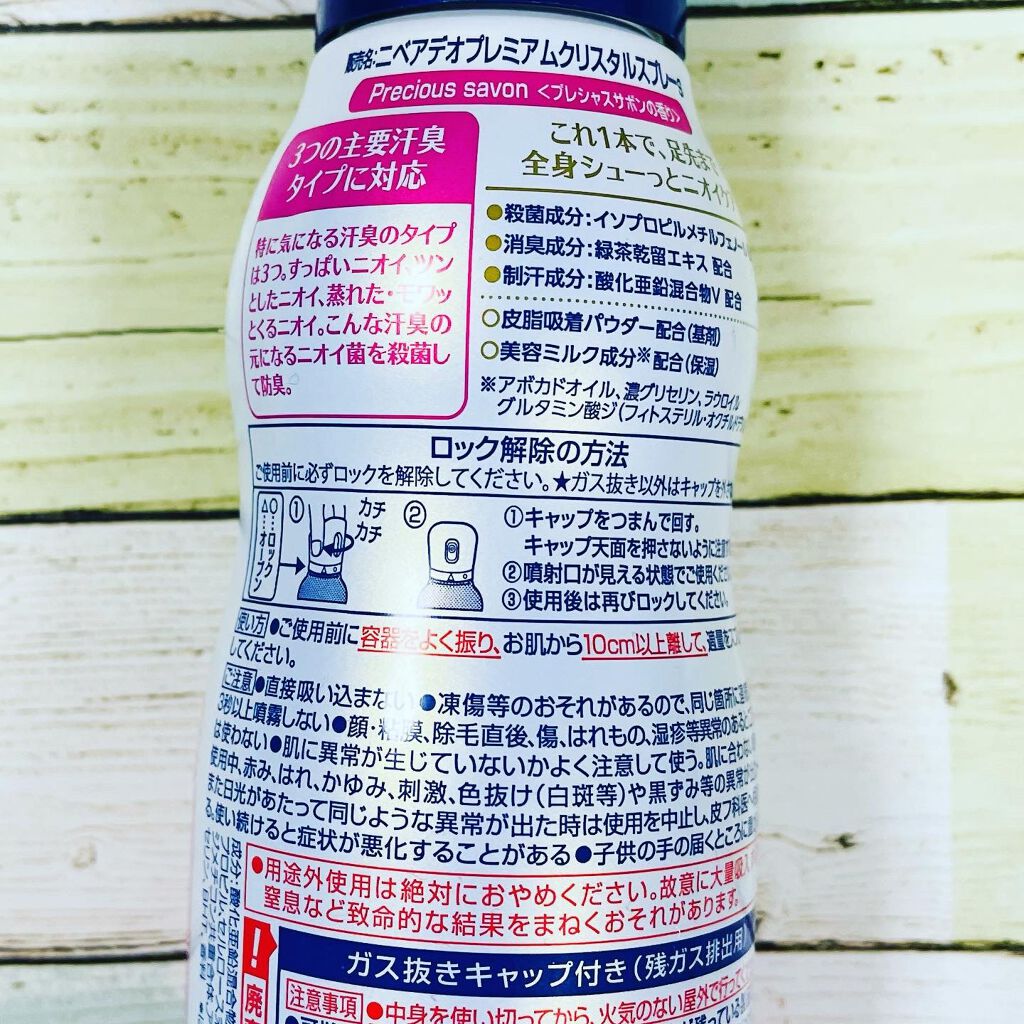 販売名:ニベアデオプレミアムクリスタルスプレーS
Precious savon <プレシャスサボンの香り>
3つの主要汗臭
タイプに対応
特に気になる汗臭のタイプ
は3つ。すっぱいニオイ、ツン
としたニオイ、蒸れた・モワッ
とくるニオイ。こんな汗臭の
元になるニオイ菌を殺菌し
て防臭。
これ1本で、足先まで
全身シューっとニオイケ
●殺菌成分:イソプロピルメチルフェノール
●消臭成分:緑茶乾留エキス 配合
●制汗成分:酸化亜鉛混合物V 配合
○皮脂吸着パウダー配合(基剤)
○美容ミルク成分※配合(保湿)
※アボカドオイル、濃グリセリン、ラウロイル
グルタミン酸ジ(フィトステリル・オクチルドデ
ロック解除の方法
ご使用前に必ずロックを解除してください。★ガス抜き以外はキャップを
○…ロック
△…オープン
①
カチ
カチ
②
①キャップをつまんで回す。
キャップ天面を押さないように注意
②噴射口が見える状態でご使用くだ
③使用後は再びロックしてください。
使い方 ●ご使用前に容器をよく振り、お肌から10cm以上離して、適量を
してください。
ご注意 ●直接吸い込まない ●凍傷等のおそれがあるので、同じ箇所に
3秒以上噴霧しない ●顔・粘膜、除毛直後、傷、はれもの、湿疹等異常のあると
は使わない ●肌に異常が生じていないかよく注意して使う。肌に合わない
使用中、赤み、はれ、かゆみ、刺激、色抜け(白斑等)や黒ずみ等の異常が
また日光があたって同じような異常が出た時は使用を中止し、皮フ科医へ
る。使い続けると症状が悪化することがある ●子供の手の届くところに
●用途外使用は絶対におやめください。故意に大量吸入
窒息など致命的な結果をまねくおそれがあります。
ガス抜きキャップ付き(残ガス排出用)
注意事項 ●中身を使い切ってから、火気のない屋外で行って
成分:酸化亜鉛混合物